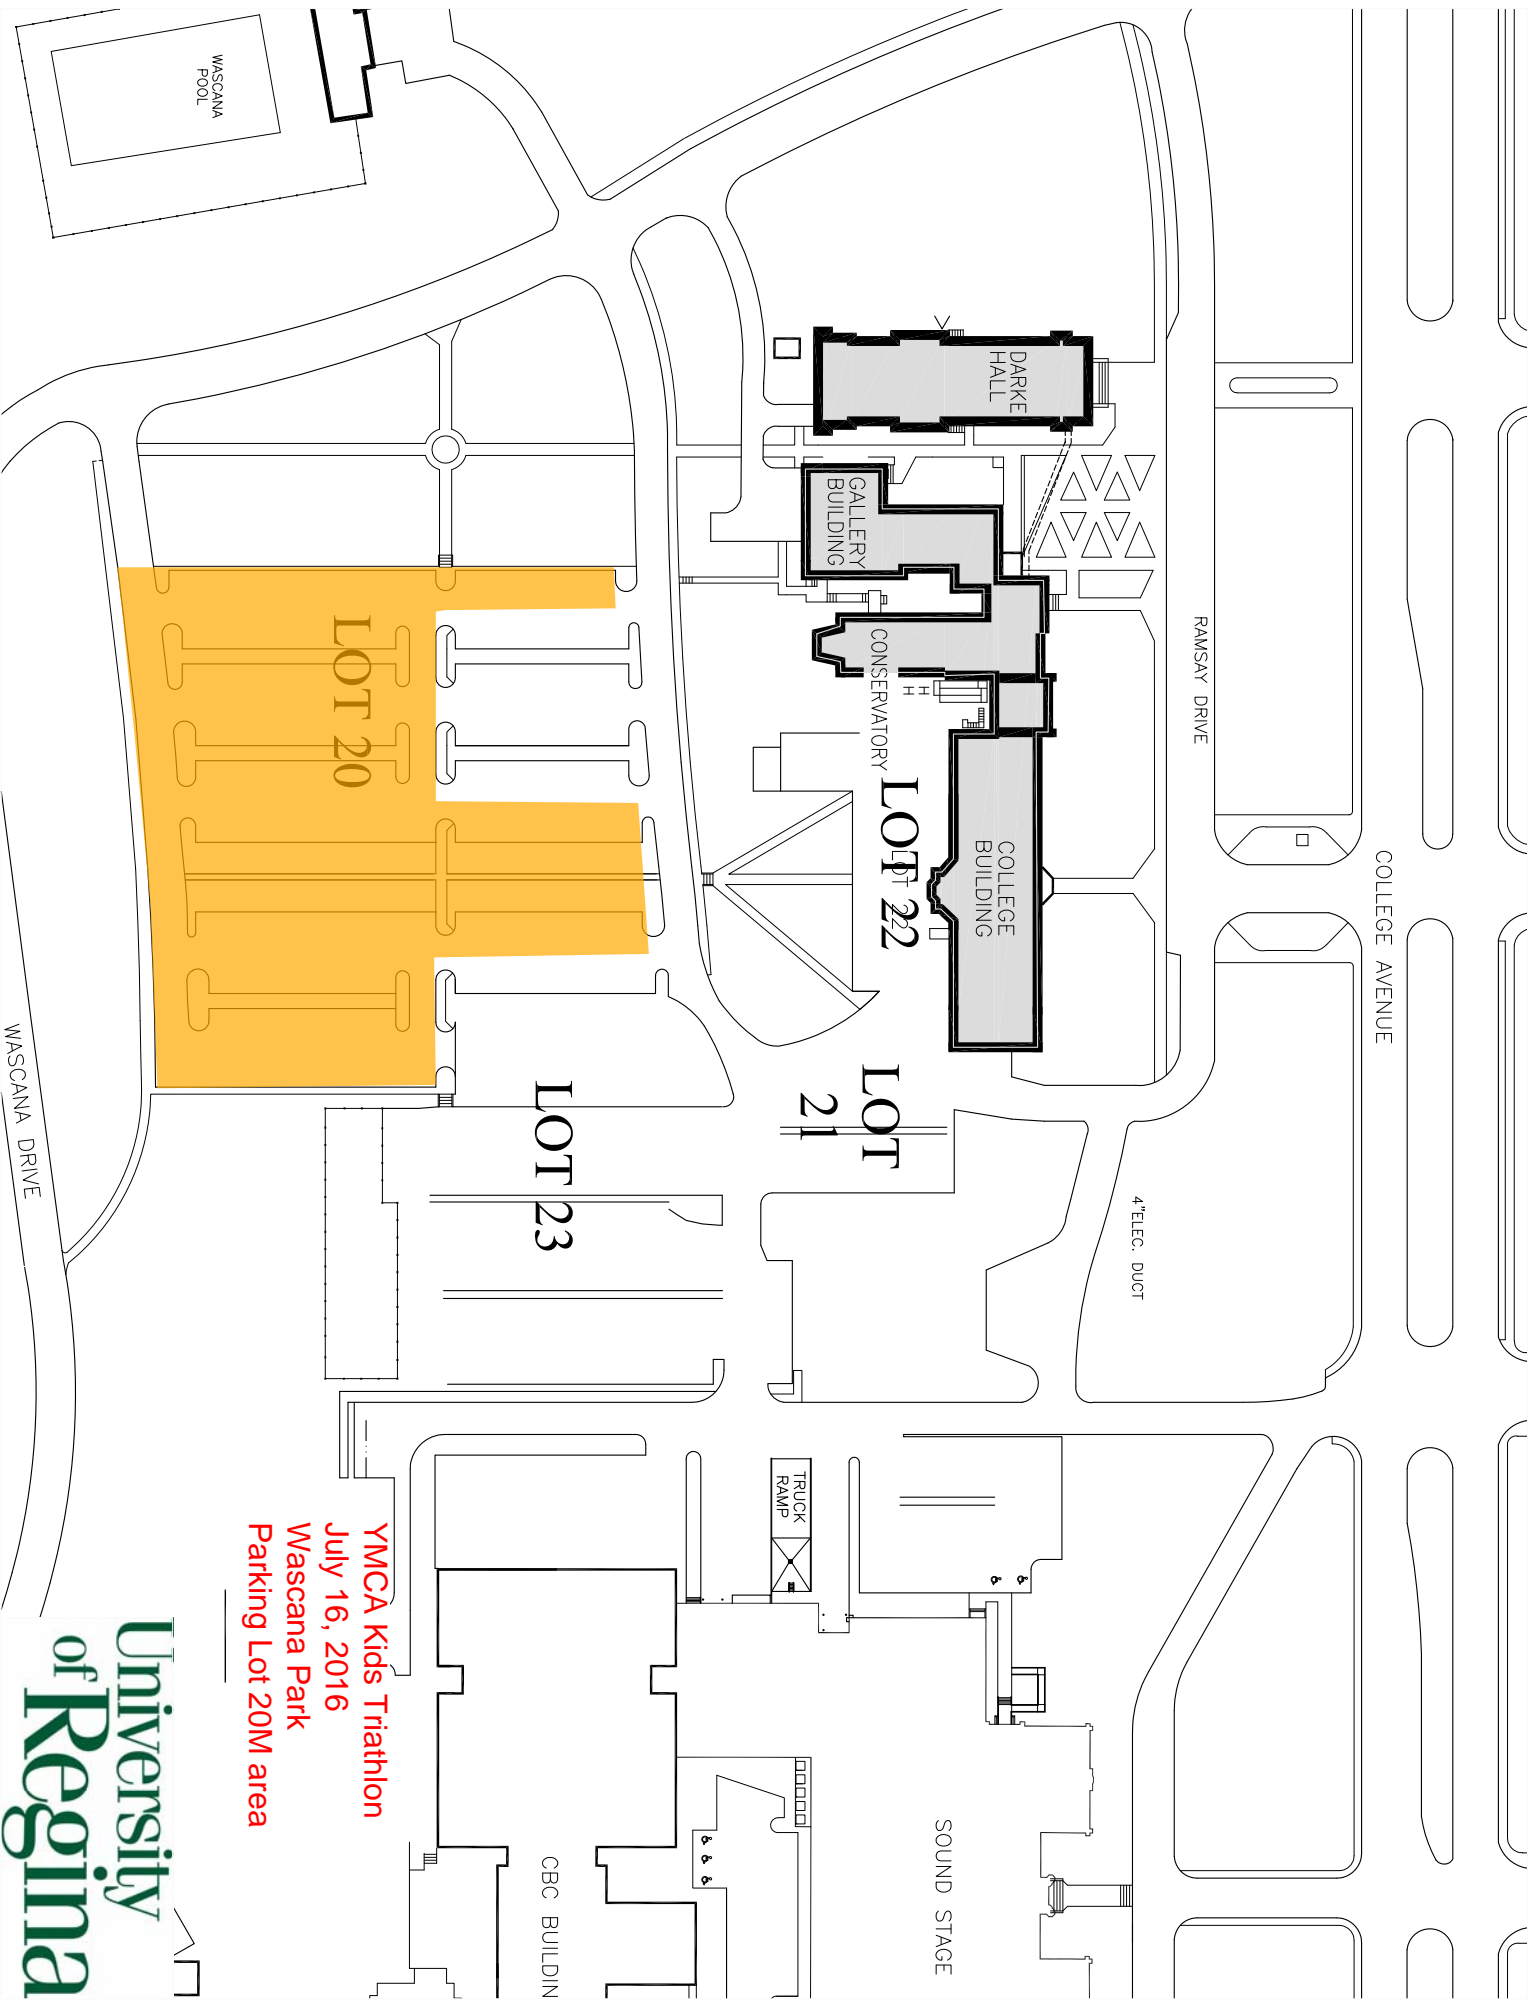 COLLEGE AVENUE
RAMSAY DRIVE
4"ELEC. DUCT
DARKE
HALL
GALLERY
BUILDING
CONSERVATORY
H
H
COLLEGE
BUILDING
LOT 22
LOT 22
LOT
21
LOT 23
LOT 20
WASCANA
POOL
WASCANA DRIVE
TRUCK
RAMP
SOUND STAGE
CBC BUILDIN
YMCA Kids Triathlon
July 16, 2016
Wascana Park
Parking Lot 20M area
University
of Regina